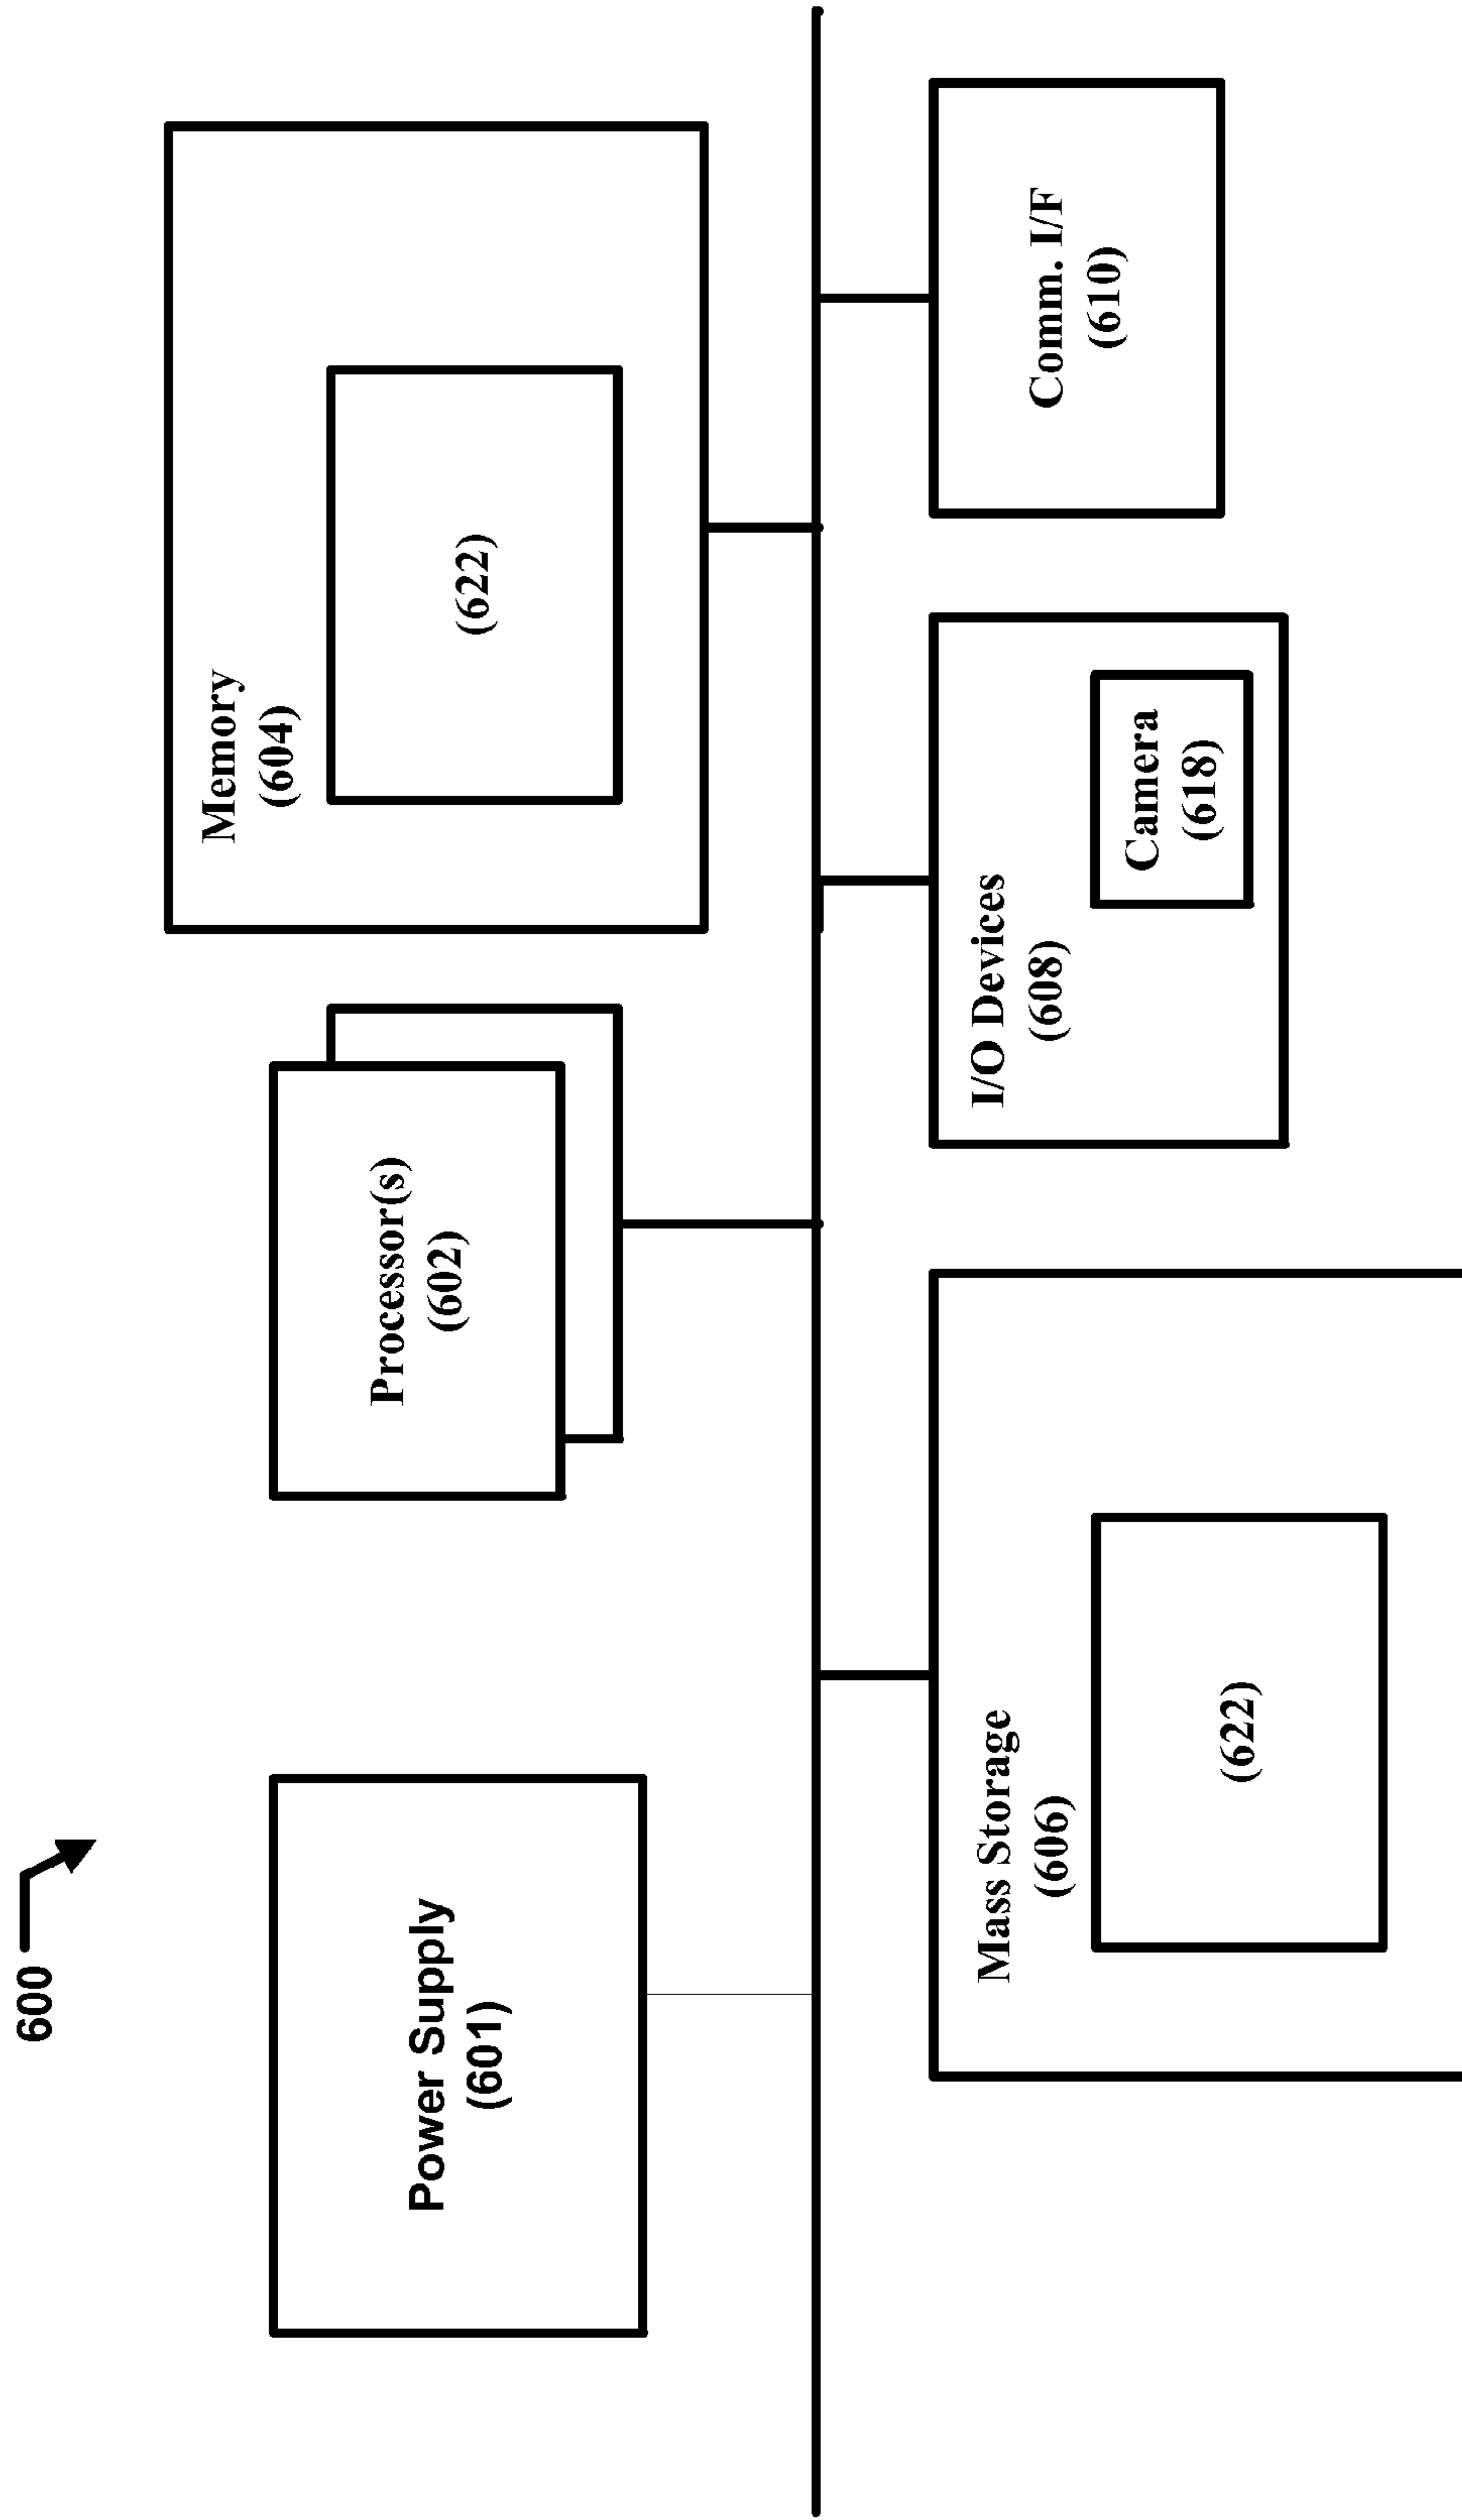 600
Power Supply
(601)
Processor(s)
(602)
Memory
(604)
(622)
Mass Storage
(606)
(622)
I/O Devices
(608)
Camera
(618)
Comm. I/F
(610)